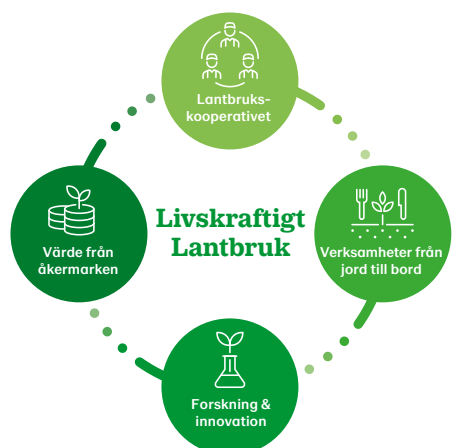 Lantbruks-
kooperativet
Livskraftigt
Lantbruk
Värde från
åkermarken
Verksamheter från
jord till bord
Forskning &
innovation